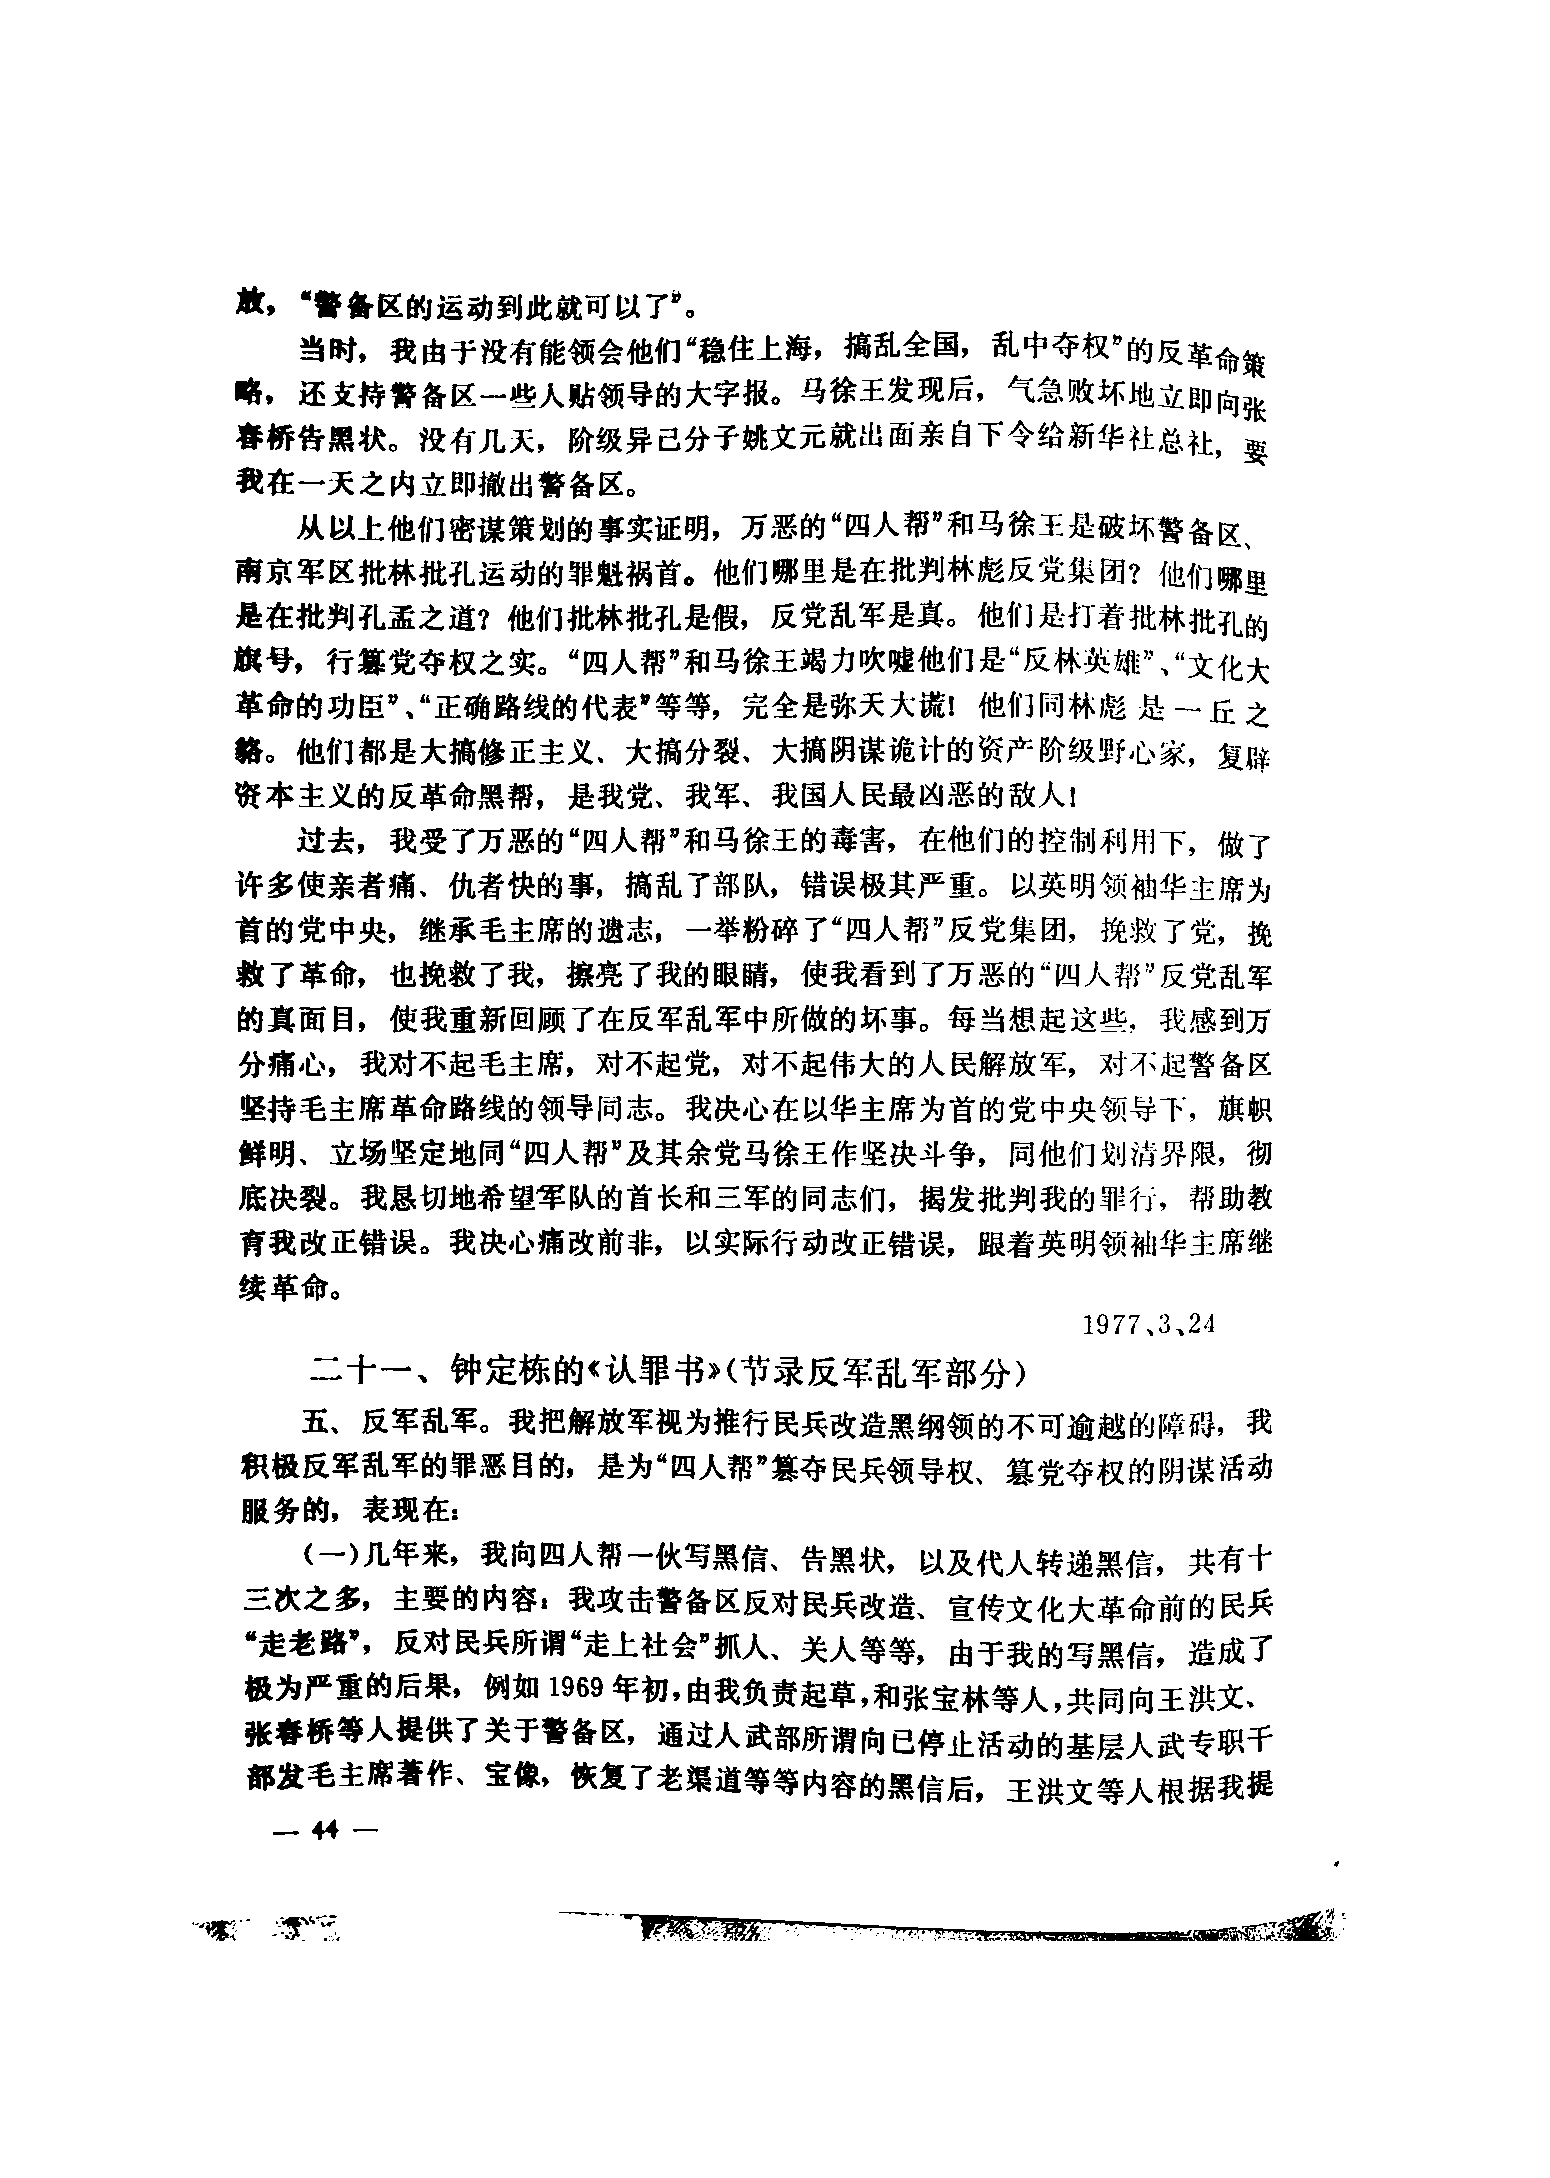 放，“警备区的运动到此就可以了”。
当时，我由于没有能领会他们“稳住上海，搞乱全国，乱中夺权”的反革命策
略，还支持警备区一些人贴领导的大字报。马徐王发现后，气急败坏地立即向张
春桥告黑状。没有几天，阶级异己分子姚文元就出面亲自下令给新华社总社，要
我在一天之内立即撤出警备区。
从以上他们密谋策划的事实证明，万恶的“四人帮”和马徐王是破坏警备区、
南京军区批林批孔运动的罪魁祸首。他们哪里是在批判林彪反党集团？他们哪里
是在批判孔孟之道？他们批林批孔是假，反党乱军是真。他们是打着批林批孔的
旗号，行篡党夺权之实。“四人帮”和马徐王竭力吹嘘他们是“反林英雄”、“文化大
革命的功臣”、“正确路线的代表”等等，完全是弥天大谎！他们同林彪是一丘之
貉。他们都是大搞修正主义、大搞分裂、大搞阴谋诡计的资产阶级野心家，复辟
资本主义的反革命黑帮，是我党、我军、我国人民最凶恶的敌人！
过去，我受了万恶的“四人帮”和马徐王的毒害，在他们的控制利用下，做了
许多使亲者痛、仇者快的事，搞乱了部队，错误极其严重。以英明领袖华主席为
首的党中央，继承毛主席的遗志，一举粉碎了“四人帮”反党集团，挽救了党，挽
救了革命，也挽救了我，擦亮了我的眼睛，使我看到了万恶的“四人帮”反党乱军
的真面目，使我重新回顾了在反军乱军中所做的坏事。每当想起这些，我感到万
分痛心，我对不起毛主席，对不起党，对不起伟大的人民解放军，对不起警备区
坚持毛主席革命路线的领导同志。我决心在以华主席为首的党中央领导下，旗帜
鲜明、立场坚定地同“四人帮”及其余党马徐王作坚决斗争，同他们划清界限，彻
底决裂。我恳切地希望军队的首长和三军的同志们，揭发批判我的罪行，帮助教
育我改正错误。我决心痛改前非，以实际行动改正错误，跟着英明领袖华主席继
续革命。
1977、3、24
二十一、钟定栋的《认罪书》（节录反军乱军部分）
五、反军乱军。我把解放军视为推行民兵改造黑纲领的不可逾越的障碍，我
积极反军乱军的罪恶目的，是为“四人帮”篡夺民兵领导权、篡党夺权的阴谋活动
服务的，表现在：
（一）几年来，我向四人帮一伙写黑信、告黑状，以及代人转递黑信，共有十
三次之多，主要的内容：我攻击警备区反对民兵改造、宣传文化大革命前的民兵
“走老路”，反对民兵所谓“走上社会”抓人、关人等等，由于我的写黑信，造成了
极为严重的后果，例如1969年初，由我负责起草，和张宝林等人，共同向王洪文、
张春桥等人提供了关于警备区，通过人武部所谓向已停止活动的基层人武专职干
部发毛主席著作、宝像，恢复了老渠道等等内容的黑信后，王洪文等人根据我提
— 44 —